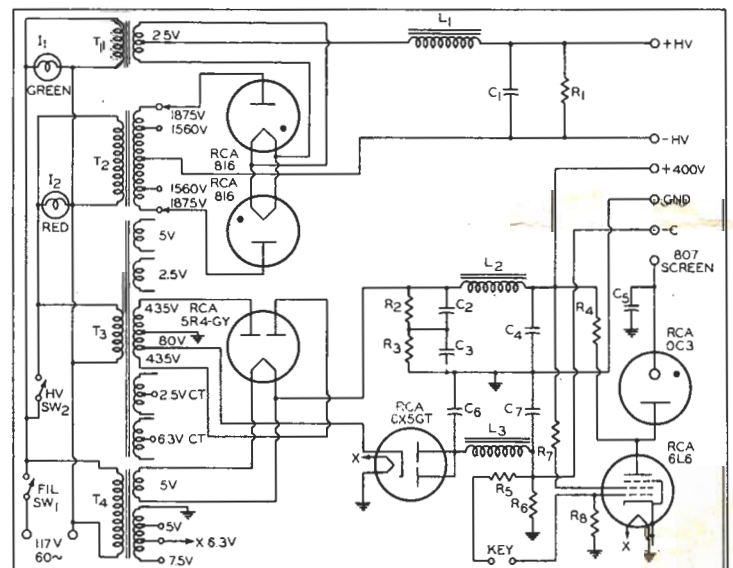 I1
GREEN
T1
2.5V
L1
+HV
C1
R1
-HV
1875V
1560V
T2
RCA
816
RCA
816
1560V
1875V
I2
RED
+400V
GND
-C
807
SCREEN
5V
2.5V
L2
R2
C2
R3
C3
C4
R4
C5
RCA
OC3
T3
435V
80V
435V
RCA
5R4-GY
HV
SW2
2.5V CT
6.3V CT
RCA
6X5GT
C6
C7
L3
R7
R5
R6
RCA
6L6
R8
X
X
KEY
FIL
SW1
T4
5V
5V
X 6.3V
7.5V
117V
60~